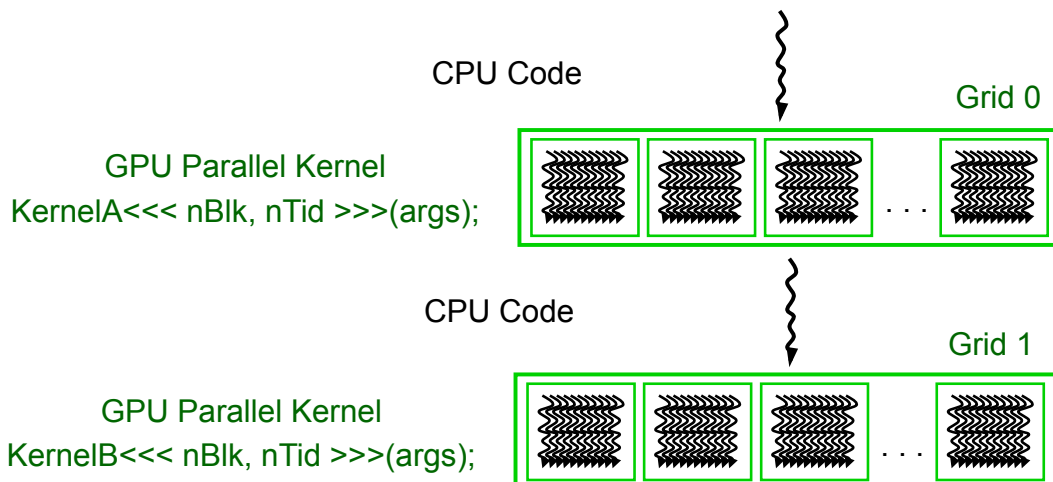 CPU Code
Grid 0
GPU Parallel Kernel
KernelA<<< nBlk, nTid >>>(args);
. . .
CPU Code
Grid 1
GPU Parallel Kernel
KernelB<<< nBlk, nTid >>>(args);
. . .